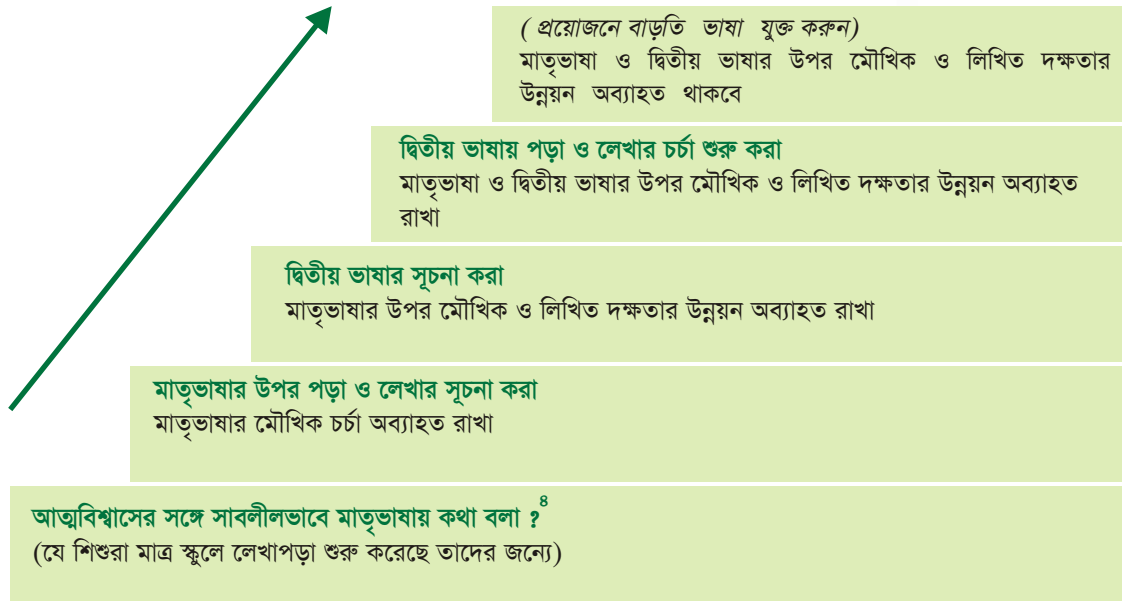 ( প্রয়োজনে বাড়তি ভাষা যুক্ত করুন)
মাতৃভাষা ও দ্বিতীয় ভাষার উপর মৌখিক ও লিখিত দক্ষতার
উন্নয়ন অব্যাহত থাকবে
দ্বিতীয় ভাষায় পড়া ও লেখার চর্চা শুরু করা
মাতৃভাষা ও দ্বিতীয় ভাষার উপর মৌখিক ও লিখিত দক্ষতার উন্নয়ন অব্যাহত
রাখা
দ্বিতীয় ভাষার সূচনা করা
মাতৃভাষার উপর মৌখিক ও লিখিত দক্ষতার উন্নয়ন অব্যাহত রাখা
মাতৃভাষার উপর পড়া ও লেখার সূচনা করা
মাতৃভাষার মৌখিক চর্চা অব্যাহত রাখা
আত্মবিশ্বাসের সঙ্গে সাবলীলভাবে মাতৃভাষায় কথা বলা ?৪
(যে শিশুরা মাত্র স্কুলে লেখাপড়া শুরু করেছে তাদের জন্যে)